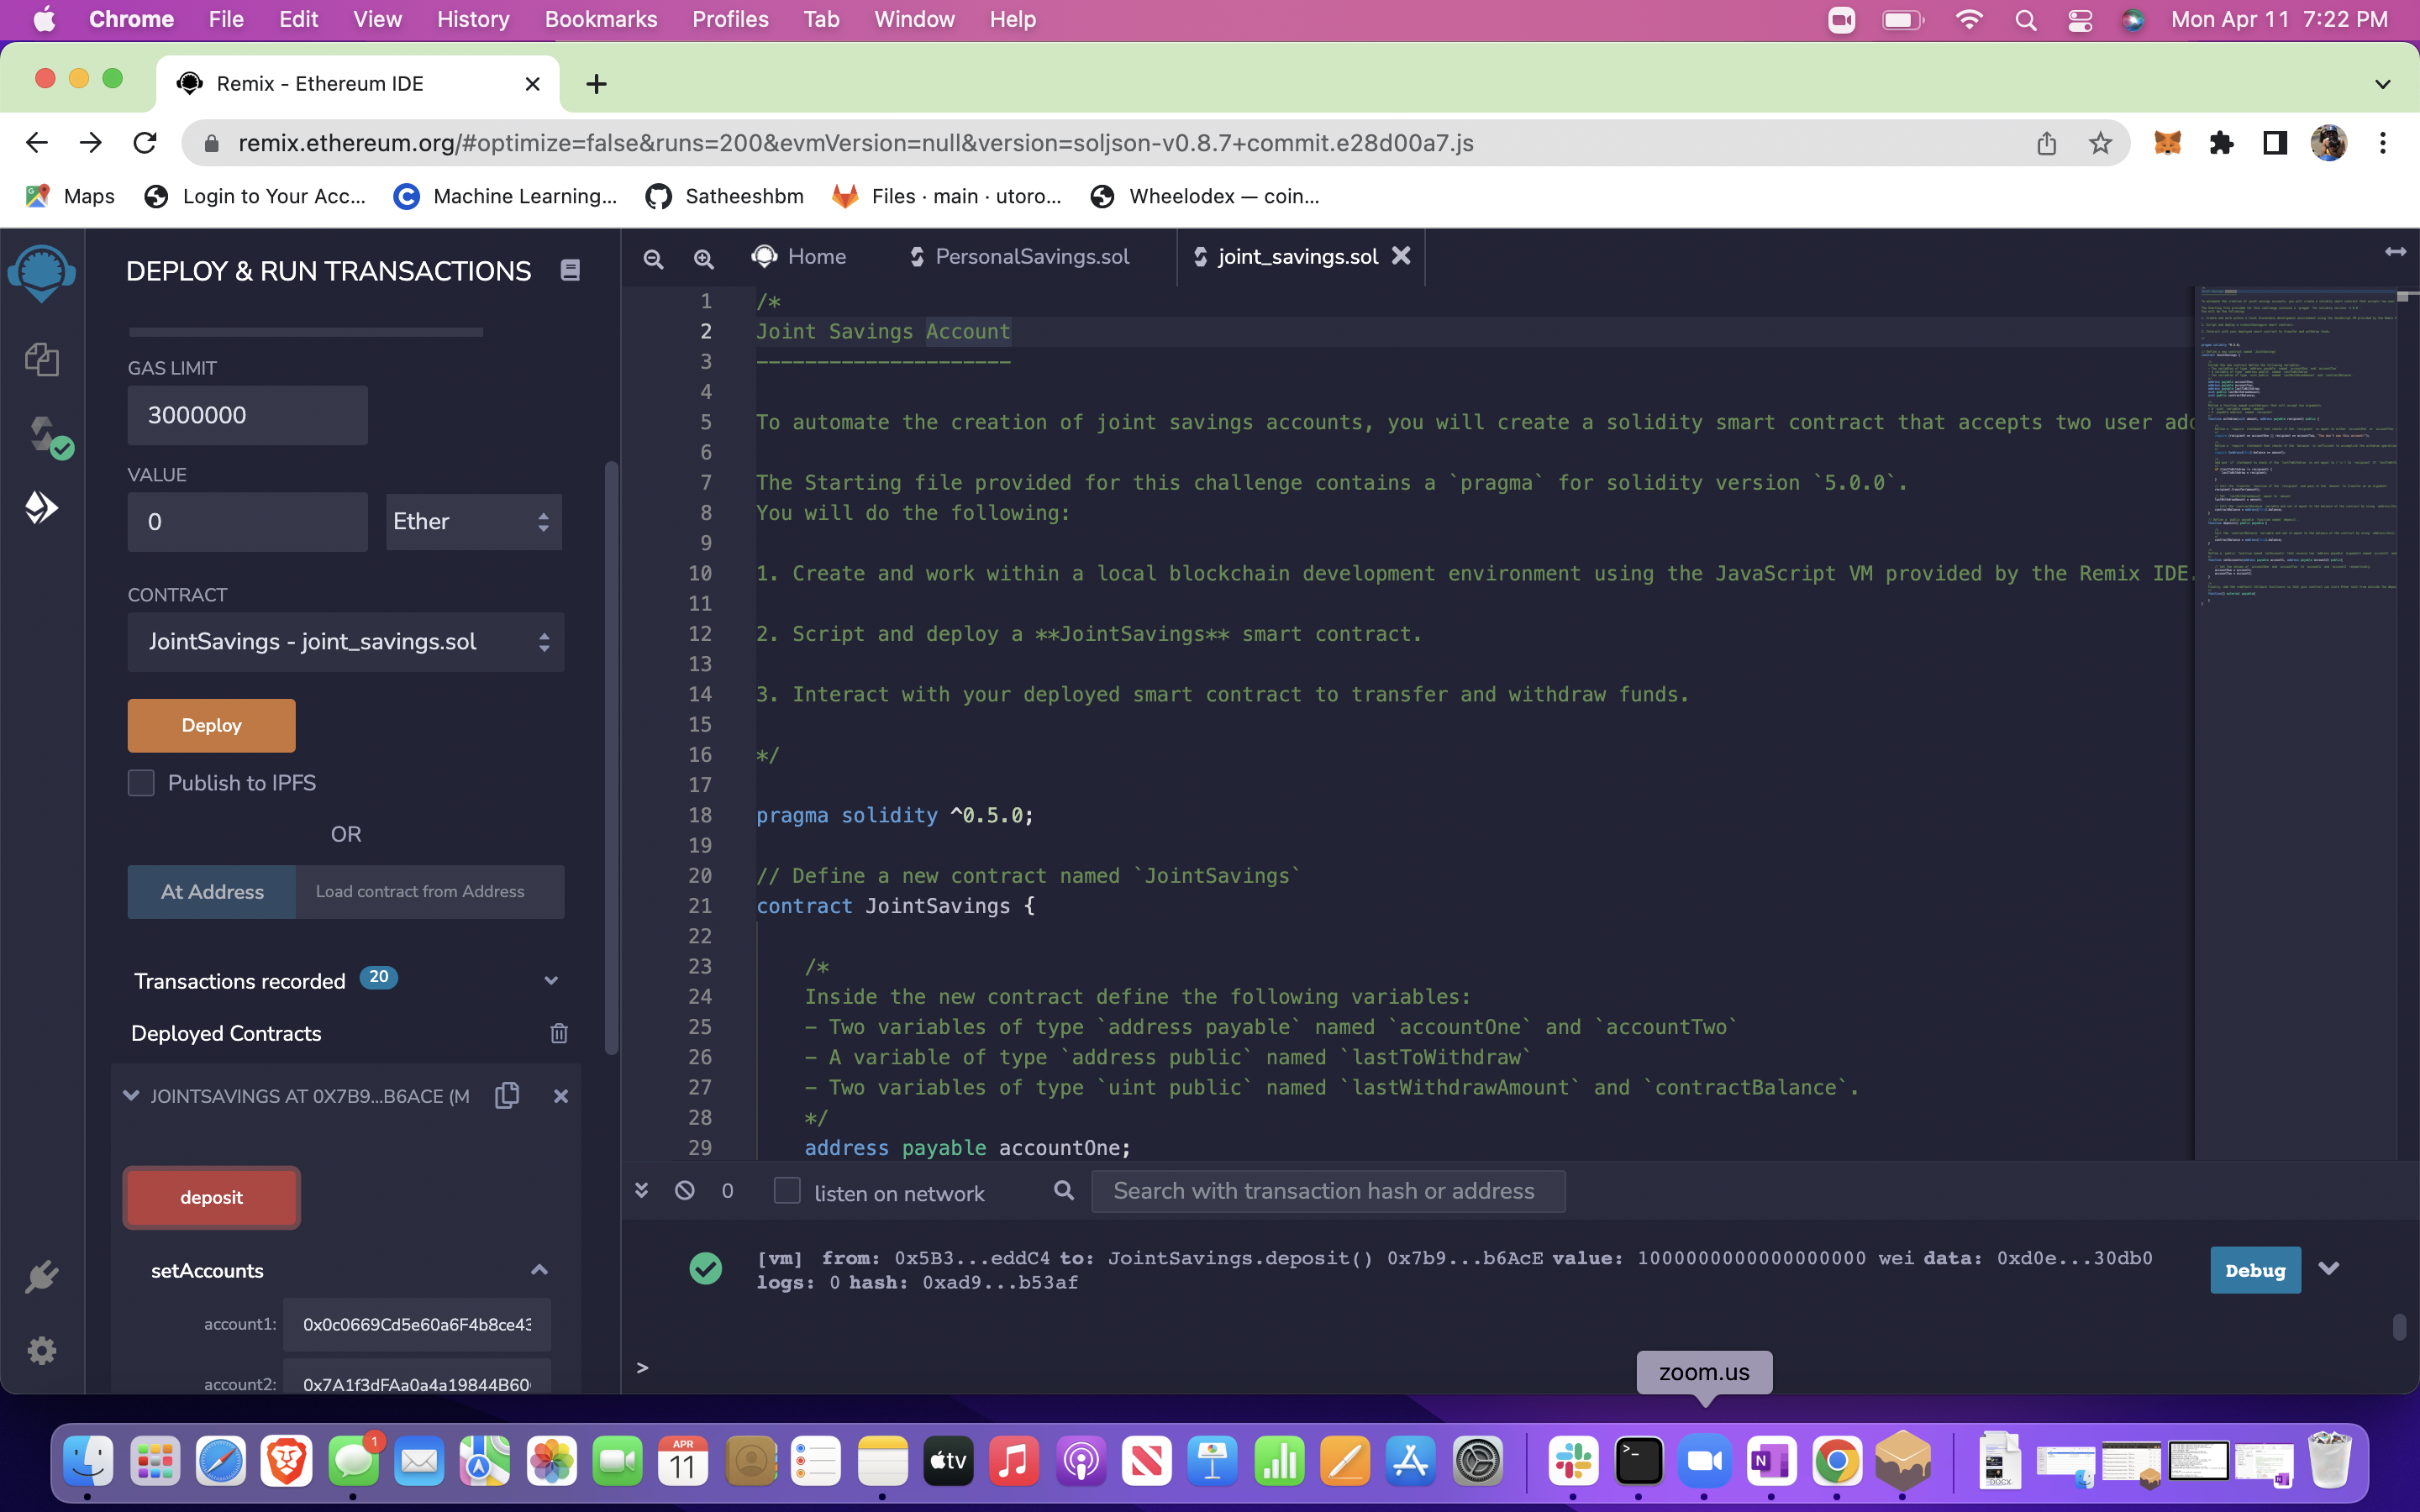 Chrome File Edit View History Bookmarks Profiles Tab Window Help Mon Apr 11 7:22 PM
Remix - Ethereum IDE
remix.ethereum.org/#optimize=false&runs=200&evmVersion=null&version=soljson-v0.8.7+commit.e28d00a7.js
Maps Login to Your Acc... Machine Learning... Satheeshbm Files · main · utoro... Wheelodex — coin...
DEPLOY & RUN TRANSACTIONS
GAS LIMIT
3000000
VALUE
0 Ether
CONTRACT
JointSavings - joint_savings.sol
Deploy
Publish to IPFS
OR
At Address Load contract from Address
Transactions recorded 20
Deployed Contracts
JOINTSAVINGS AT 0X7B9...B6ACE (M
deposit
setAccounts
account1: 0x0c0669Cd5e60a6F4b8ce43
account2: 0x7A1f3dFAa0a4a19844B60
Home PersonalSavings.sol joint_savings.sol
1 /*
2 Joint Savings Account
3 ---------------------
4
5 To automate the creation of joint savings accounts, you will create a solidity smart contract that accepts two user add
6
7 The Starting file provided for this challenge contains a `pragma` for solidity version `5.0.0`.
8 You will do the following:
9
10 1. Create and work within a local blockchain development environment using the JavaScript VM provided by the Remix IDE.
11
12 2. Script and deploy a **JointSavings** smart contract.
13
14 3. Interact with your deployed smart contract to transfer and withdraw funds.
15
16 */
17
18 pragma solidity ^0.5.0;
19
20 // Define a new contract named `JointSavings`
21 contract JointSavings {
22
23 /*
24 Inside the new contract define the following variables:
25 - Two variables of type `address payable` named `accountOne` and `accountTwo`
26 - A variable of type `address public` named `lastToWithdraw`
27 - Two variables of type `uint public` named `lastWithdrawAmount` and `contractBalance`.
28 */
29 address payable accountOne;
0 listen on network Search with transaction hash or address
[vm] from: 0x5B3...eddC4 to: JointSavings.deposit() 0x7b9...b6AcE value: 10000000000000000000 wei data: 0xd0e...30db0
logs: 0 hash: 0xad9...b53af
Debug
>
zoom.us
1
APR
11
tv
N
DOCX